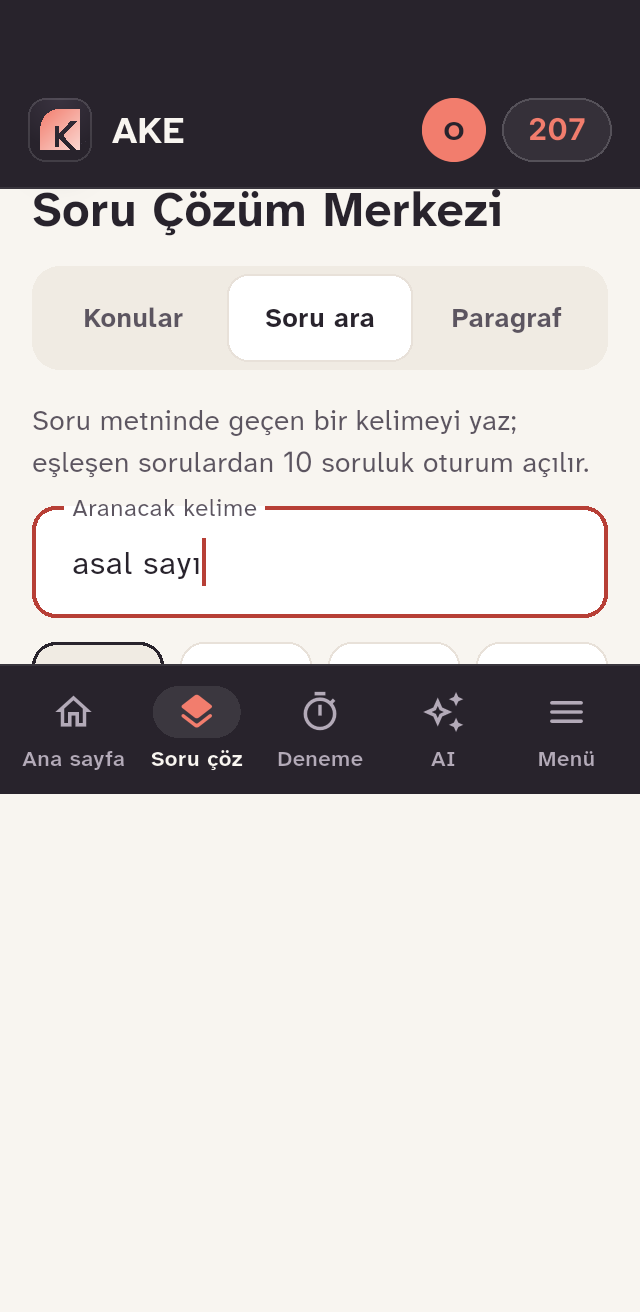 AKE
O
207
Soru Çözüm Merkezi
Konular
Soru ara
Paragraf
Soru metninde geçen bir kelimeyi yaz;
eşleşen sorulardan 10 soruluk oturum açılır.
Aranacak kelime
asal sayı
Ana sayfa
Soru çöz
Deneme
AI
Menü